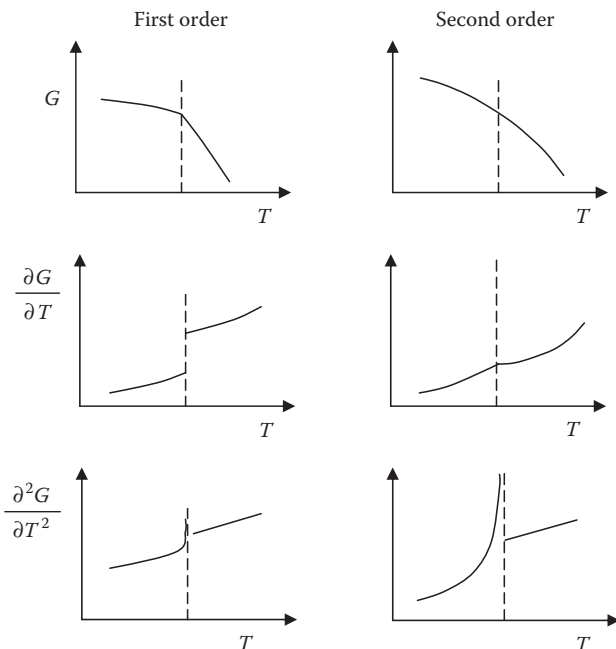 First order Second order
G
T T
∂G
∂T
T T
∂²G
∂T²
T T